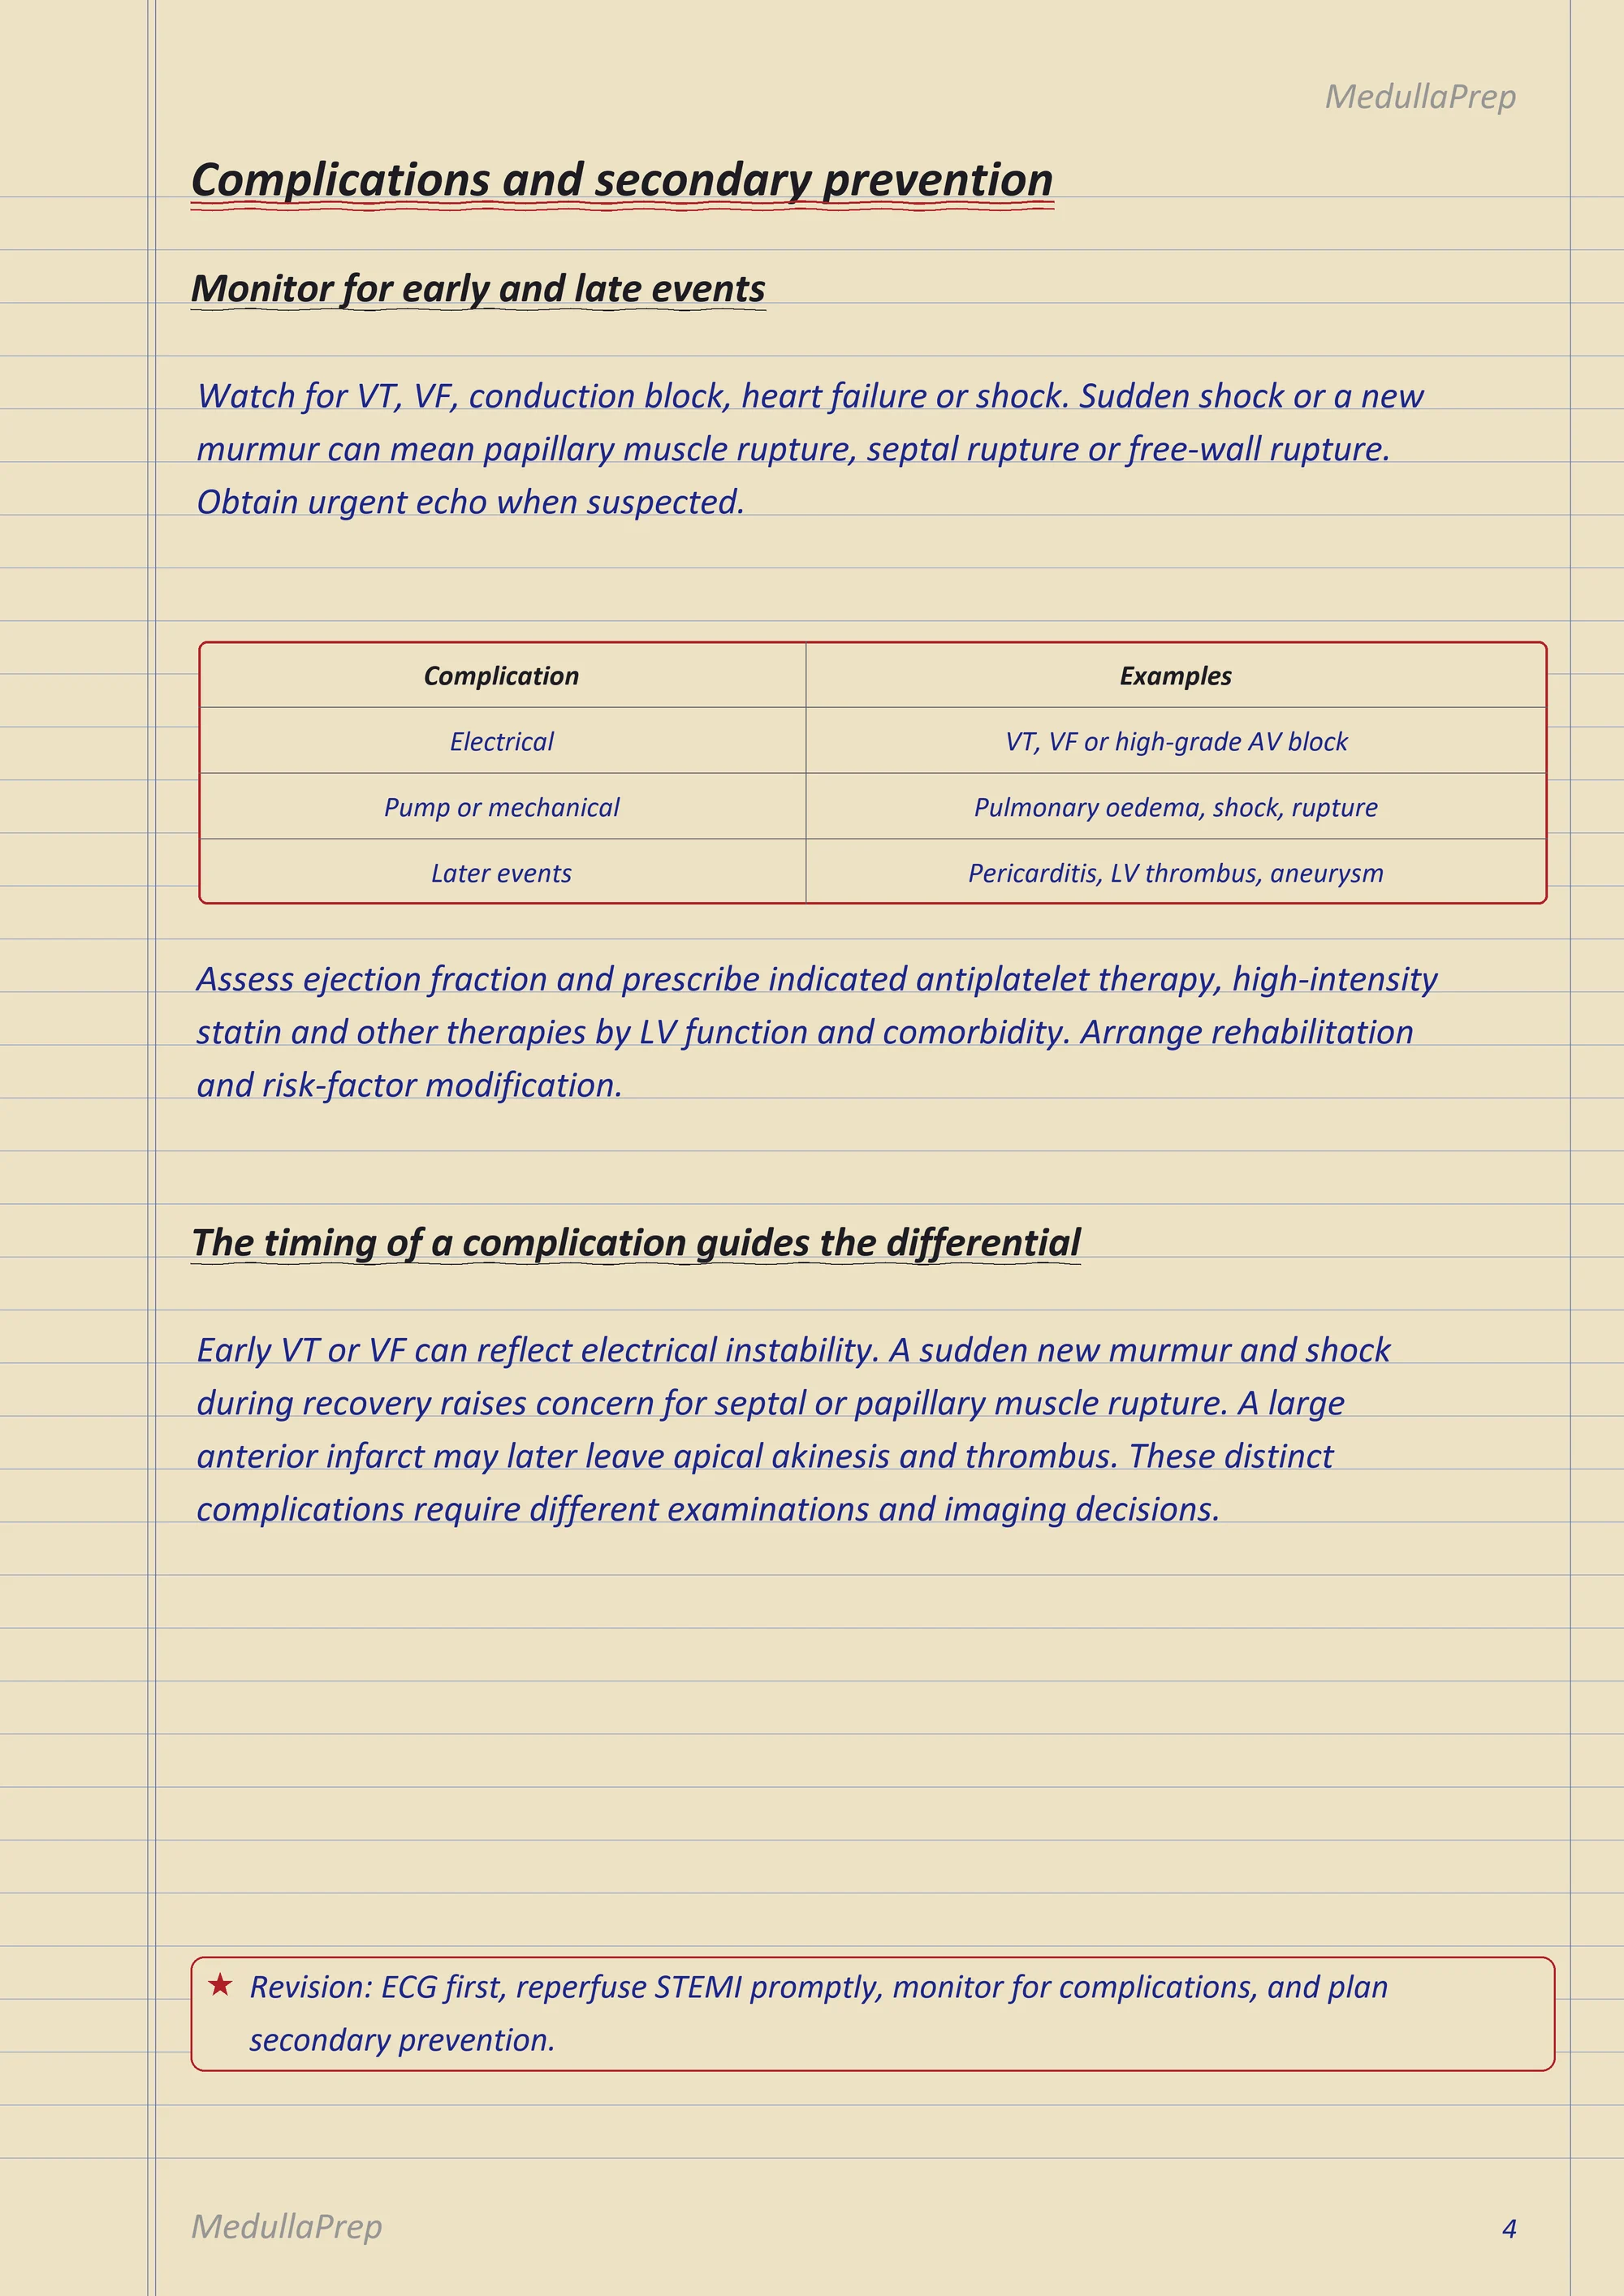 MedullaPrep
Complications and secondary prevention
Monitor for early and late events
Watch for VT, VF, conduction block, heart failure or shock. Sudden shock or a new
murmur can mean papillary muscle rupture, septal rupture or free-wall rupture.
Obtain urgent echo when suspected.
Complication Examples
Electrical VT, VF or high-grade AV block
Pump or mechanical Pulmonary oedema, shock, rupture
Later events Pericarditis, LV thrombus, aneurysm
Assess ejection fraction and prescribe indicated antiplatelet therapy, high-intensity
statin and other therapies by LV function and comorbidity. Arrange rehabilitation
and risk-factor modification.
The timing of a complication guides the differential
Early VT or VF can reflect electrical instability. A sudden new murmur and shock
during recovery raises concern for septal or papillary muscle rupture. A large
anterior infarct may later leave apical akinesis and thrombus. These distinct
complications require different examinations and imaging decisions.
★ Revision: ECG first, reperfuse STEMI promptly, monitor for complications, and plan
secondary prevention.
MedullaPrep 4